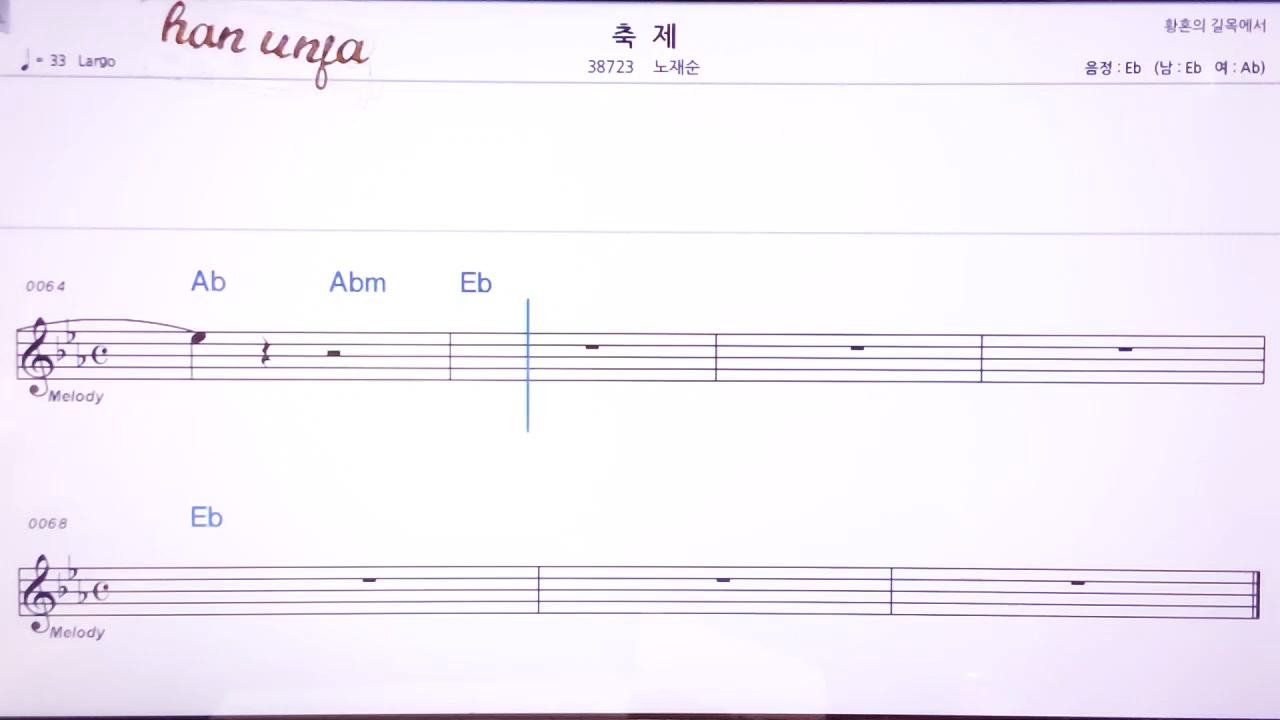 han unfa
축 제
황혼의 길목에서
♩ = 33 Largo
38723 노재순
음정 : Eb (남 : Eb 여 : Ab)
0064 Ab Abm Eb
Melody
0068 Eb
Melody